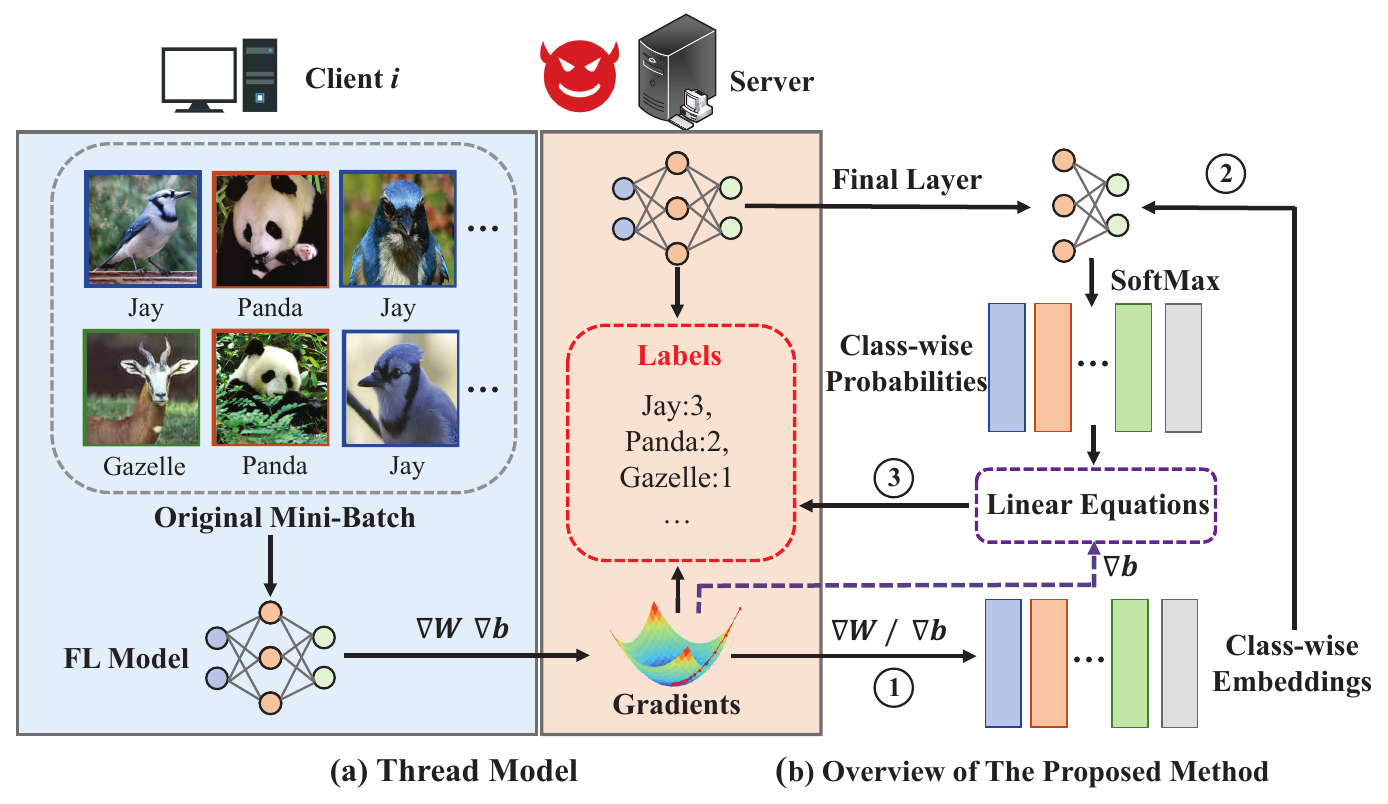 Client i
Server
Jay
Panda
Jay
...
Gazelle
Panda
Jay
...
Original Mini-Batch
FL Model
∇W ∇b
Labels
Jay:3,
Panda:2,
Gazelle:1
...
Gradients
Final Layer
②
SoftMax
Class-wise
Probabilities
...
③
Linear Equations
∇b
∇W / ∇b
①
...
Class-wise
Embeddings
(a) Thread Model
(b) Overview of The Proposed Method